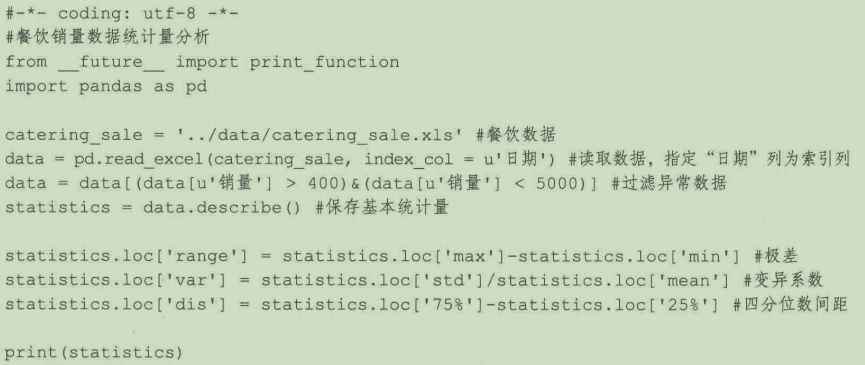 #-*- coding: utf-8 -*-
#餐饮销量数据统计量分析
from __future__ import print_function
import pandas as pd
catering_sale = '../data/catering_sale.xls' #餐饮数据
data = pd.read_excel(catering_sale, index_col = u'日期') #读取数据，指定“日期”列为索引列
data = data[(data[u'销量'] > 400)&(data[u'销量'] < 5000)] #过滤异常数据
statistics = data.describe() #保存基本统计量
statistics.loc['range'] = statistics.loc['max']-statistics.loc['min'] #极差
statistics.loc['var'] = statistics.loc['std']/statistics.loc['mean'] #变异系数
statistics.loc['dis'] = statistics.loc['75%']-statistics.loc['25%'] #四分位数间距
print(statistics)